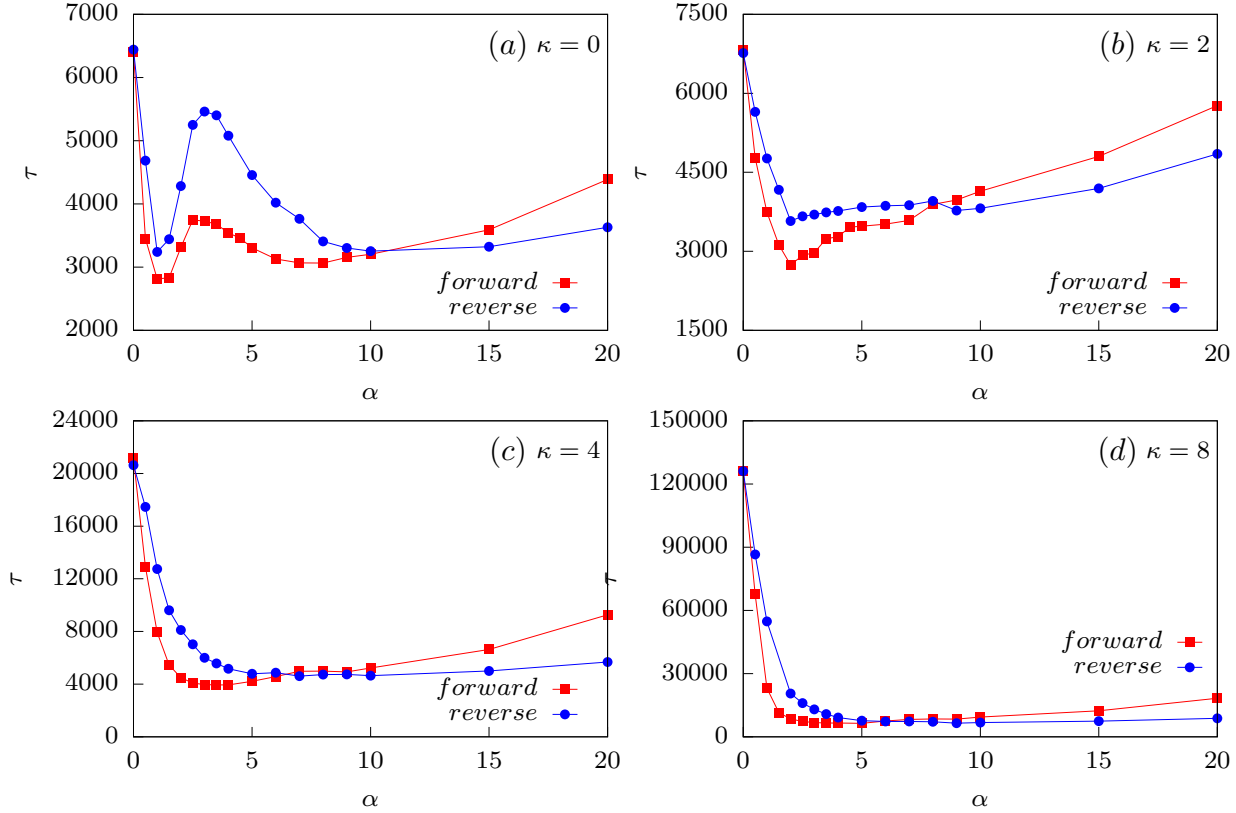 (a) κ = 0
7000
6000
5000
4000
3000
2000
τ
forward
reverse
0 5 10 15 20
α
(b) κ = 2
7500
6000
4500
3000
1500
τ
forward
reverse
0 5 10 15 20
α
(c) κ = 4
24000
20000
16000
12000
8000
4000
0
τ
forward
reverse
0 5 10 15 20
α
(d) κ = 8
150000
120000
90000
60000
30000
0
τ
forward
reverse
0 5 10 15 20
α